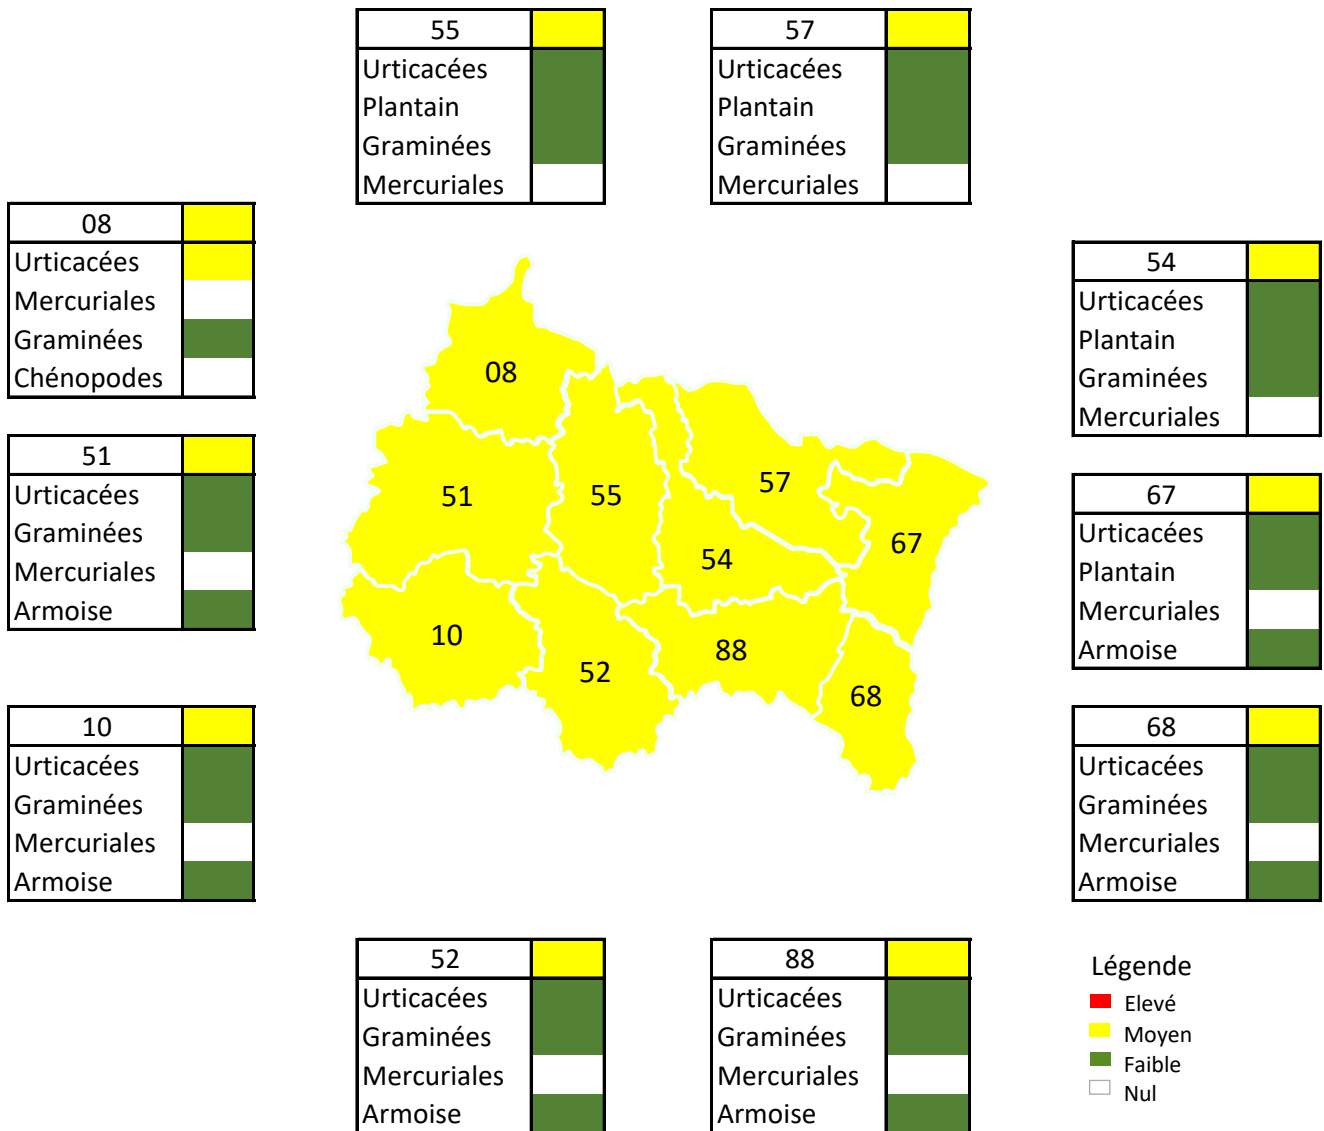 55
Urticacées
Plantain
Graminées
Mercuriales
57
Urticacées
Plantain
Graminées
Mercuriales
08
Urticacées
Mercuriales
Graminées
Chénopodes
54
Urticacées
Plantain
Graminées
Mercuriales
51
Urticacées
Graminées
Mercuriales
Armoise
67
Urticacées
Plantain
Mercuriales
Armoise
10
Urticacées
Graminées
Mercuriales
Armoise
68
Urticacées
Graminées
Mercuriales
Armoise
52
Urticacées
Graminées
Mercuriales
Armoise
88
Urticacées
Graminées
Mercuriales
Armoise
08
51
55
57
67
54
10
52
88
68
Légende
Elevé
Moyen
Faible
Nul